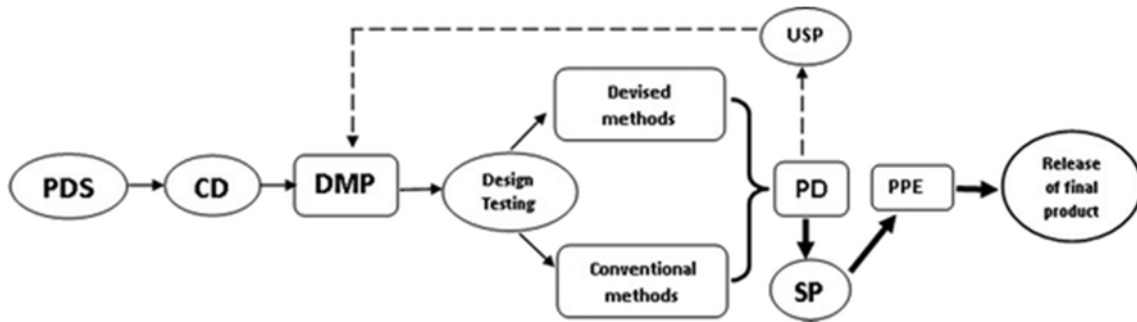 PDS
CD
DMP
Design
Testing
Devised
methods
Conventional
methods
USP
PD
SP
PPE
Release
of final
product